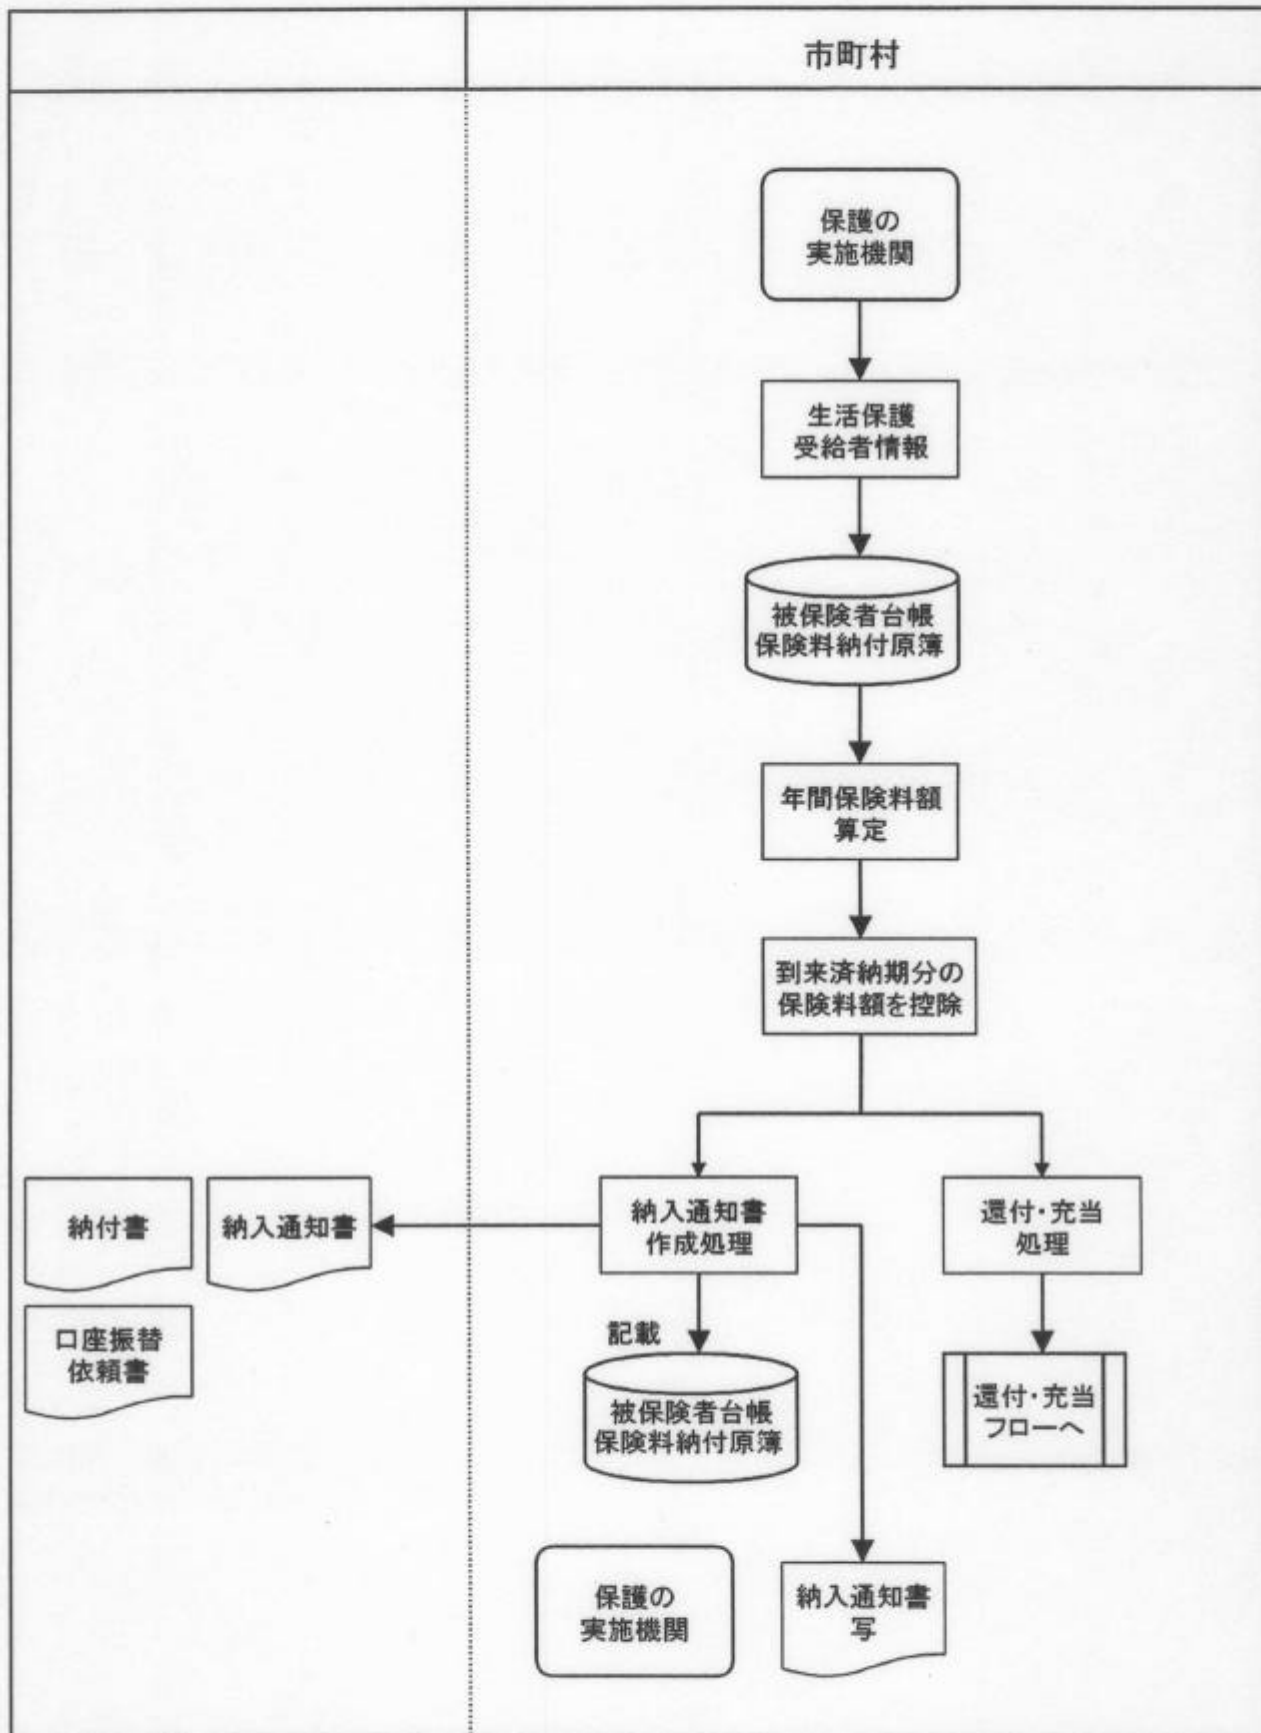 市町村
保護の
実施機関
生活保護
受給者情報
被保険者台帳
保険料納付原簿
年間保険料額
算定
到来済納期分の
保険料額を控除
納付書
納入通知書
納入通知書
作成処理
還付・充当
処理
口座振替
依頼書
記載
被保険者台帳
保険料納付原簿
還付・充当
フローへ
保護の
実施機関
納入通知書
写